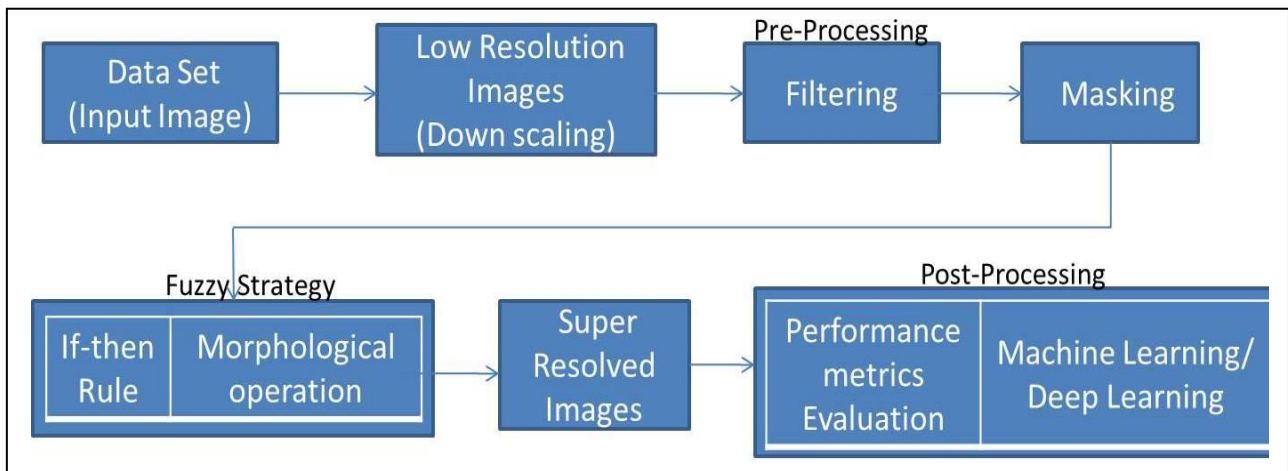 Data Set
(Input Image)
Low Resolution
Images
(Down scaling)
Pre-Processing
Filtering
Masking
Fuzzy Strategy
If-then
Rule
Morphological
operation
Super
Resolved
Images
Post-Processing
Performance
metrics
Evaluation
Machine Learning/
Deep Learning